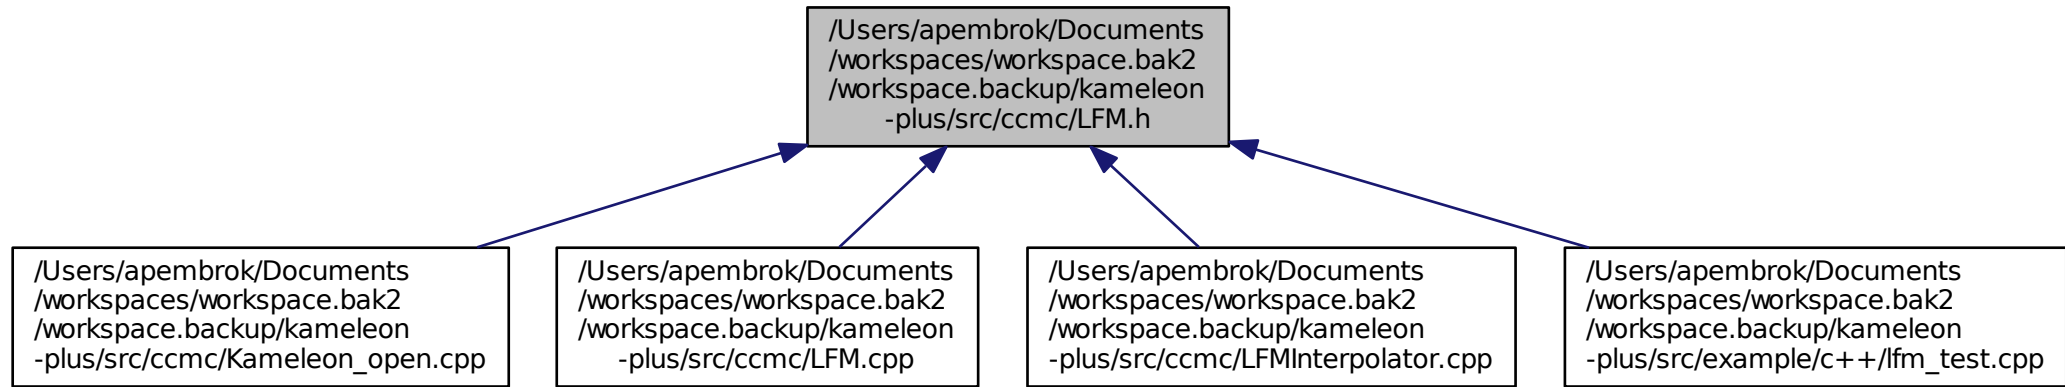 /Users/apembrok/Documents
/workspaces/workspace.bak2
/workspace.backup/kameleon
-plus/src/ccmc/LFM.h
/Users/apembrok/Documents
/workspaces/workspace.bak2
/workspace.backup/kameleon
-plus/src/ccmc/Kameleon_open.cpp
/Users/apembrok/Documents
/workspaces/workspace.bak2
/workspace.backup/kameleon
-plus/src/ccmc/LFM.cpp
/Users/apembrok/Documents
/workspaces/workspace.bak2
/workspace.backup/kameleon
-plus/src/ccmc/LFMInterpolator.cpp
/Users/apembrok/Documents
/workspaces/workspace.bak2
/workspace.backup/kameleon
-plus/src/example/c++/lfm_test.cpp